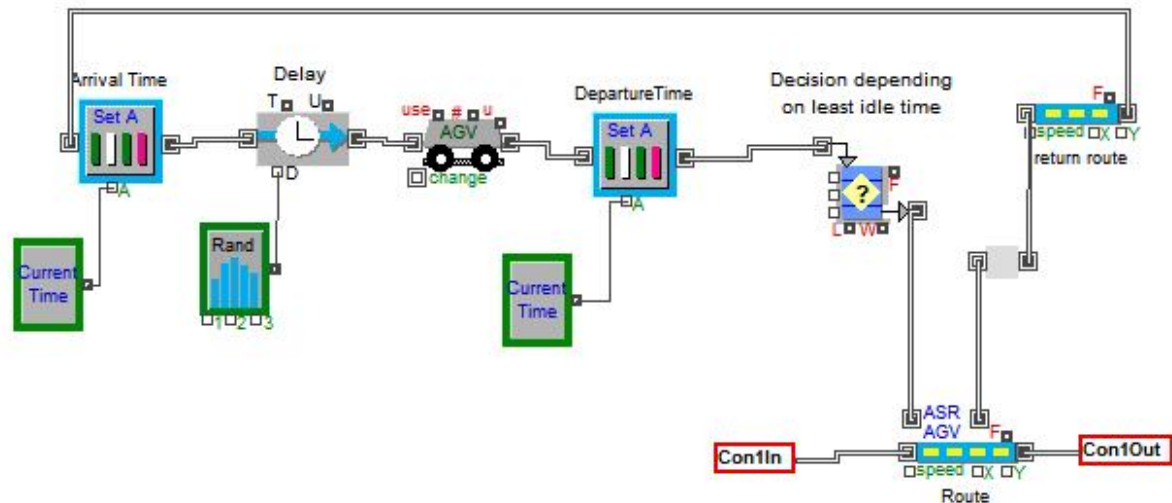 Arrival Time
Set A
A
Current
Time
Delay
T U
D
Rand
1 2 3
use # u
AGV
change
DepartureTime
Set A
A
Current
Time
Decision depending
on least idle time
?
F
L W
F
speed X Y
return route
ASR
AGV
F
Con1In
speed X Y
Con1Out
Route